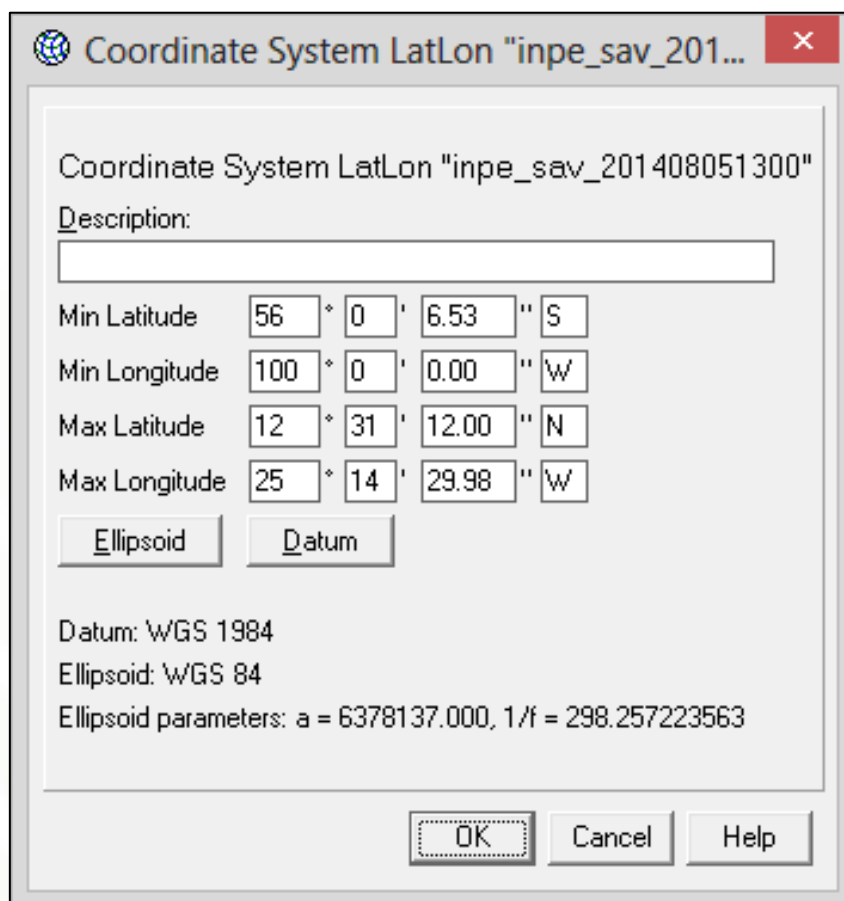 Coordinate System LatLon "inpe_sav_201...
Coordinate System LatLon "inpe_sav_201408051300"
Description:
Min Latitude 56 ° 0 ' 6.53 " S
Min Longitude 100 ° 0 ' 0.00 " W
Max Latitude 12 ° 31 ' 12.00 " N
Max Longitude 25 ° 14 ' 29.98 " W
Ellipsoid Datum
Datum: WGS 1984
Ellipsoid: WGS 84
Ellipsoid parameters: a = 6378137.000, 1/f = 298.257223563
OK Cancel Help